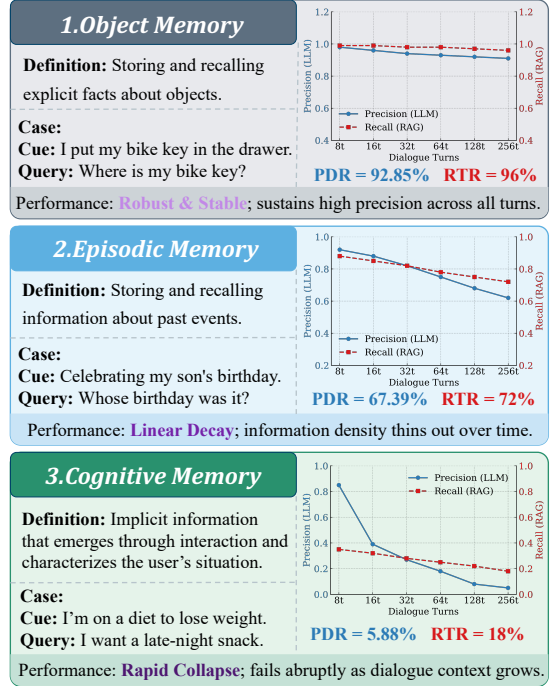 1.Object Memory
Definition: Storing and recalling
explicit facts about objects.
Case:
Cue: I put my bike key in the drawer.
Query: Where is my bike key?
1.2
1.0
0.8
0.6
0.4
Precision (LLM)
1.2
1.0
0.8
0.6
0.4
Recall (RAG)
Precision (LLM)
Recall (RAG)
8t 16t 32t 64t 128t 256t
Dialogue Turns
PDR = 92.85% RTR = 96%
Performance: Robust & Stable; sustains high precision across all turns.
2.Episodic Memory
Definition: Storing and recalling
information about past events.
Case:
Cue: Celebrating my son's birthday.
Query: Whose birthday was it?
1.0
0.8
0.6
0.4
0.2
Precision (LLM)
1.0
0.8
0.6
0.4
0.2
Recall (RAG)
Precision (LLM)
Recall (RAG)
8t 16t 32t 64t 128t 256t
Dialogue Turns
PDR = 67.39% RTR = 72%
Performance: Linear Decay; information density thins out over time.
3.Cognitive Memory
Definition: Implicit information
that emerges through interaction and
characterizes the user’s situation.
Case:
Cue: I’m on a diet to lose weight.
Query: I want a late-night snack.
1.0
0.8
0.6
0.4
0.2
0.0
Precision (LLM)
1.0
0.8
0.6
0.4
0.2
0.0
Recall (RAG)
Precision (LLM)
Recall (RAG)
8t 16t 32t 64t 128t 256t
Dialogue Turns
PDR = 5.88% RTR = 18%
Performance: Rapid Collapse; fails abruptly as dialogue context grows.